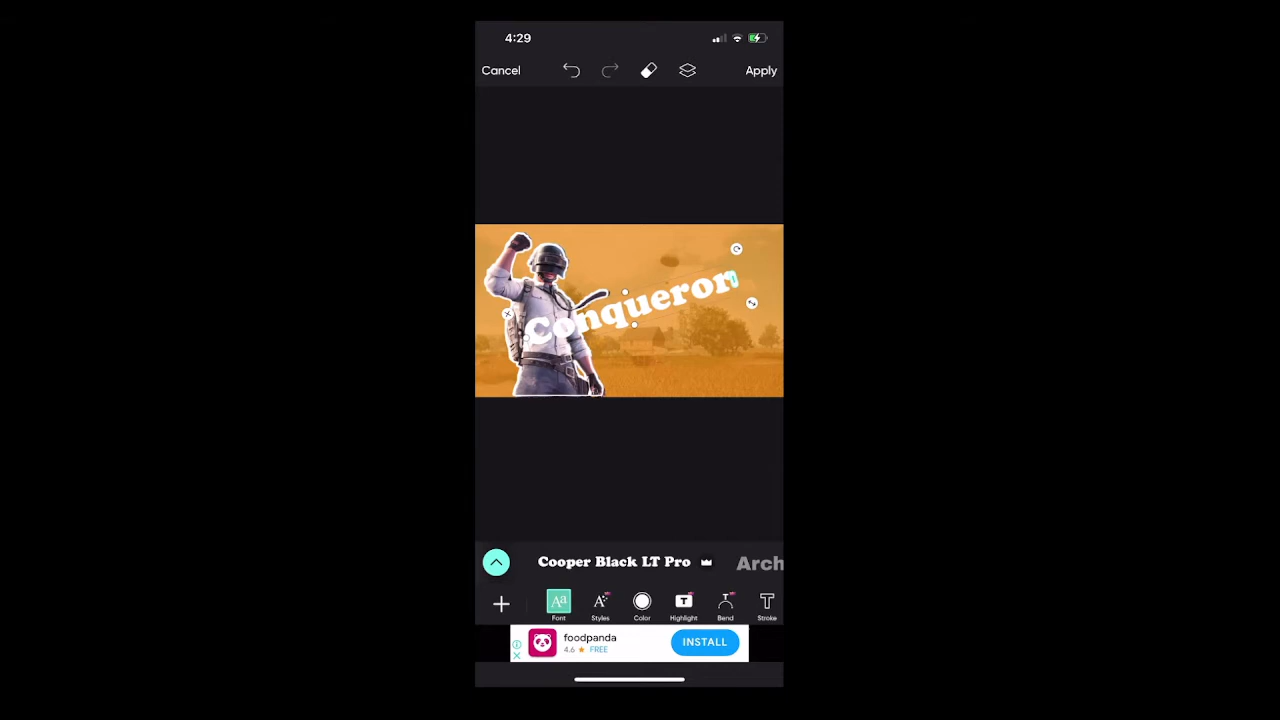 4:29
Cancel
Apply
Conqueror
Cooper Black LT Pro
Arch
Aa
T
T
T
Font
Styles
Color
Highlight
Bend
Stroke
foodpanda
4.6 ★ FREE
INSTALL